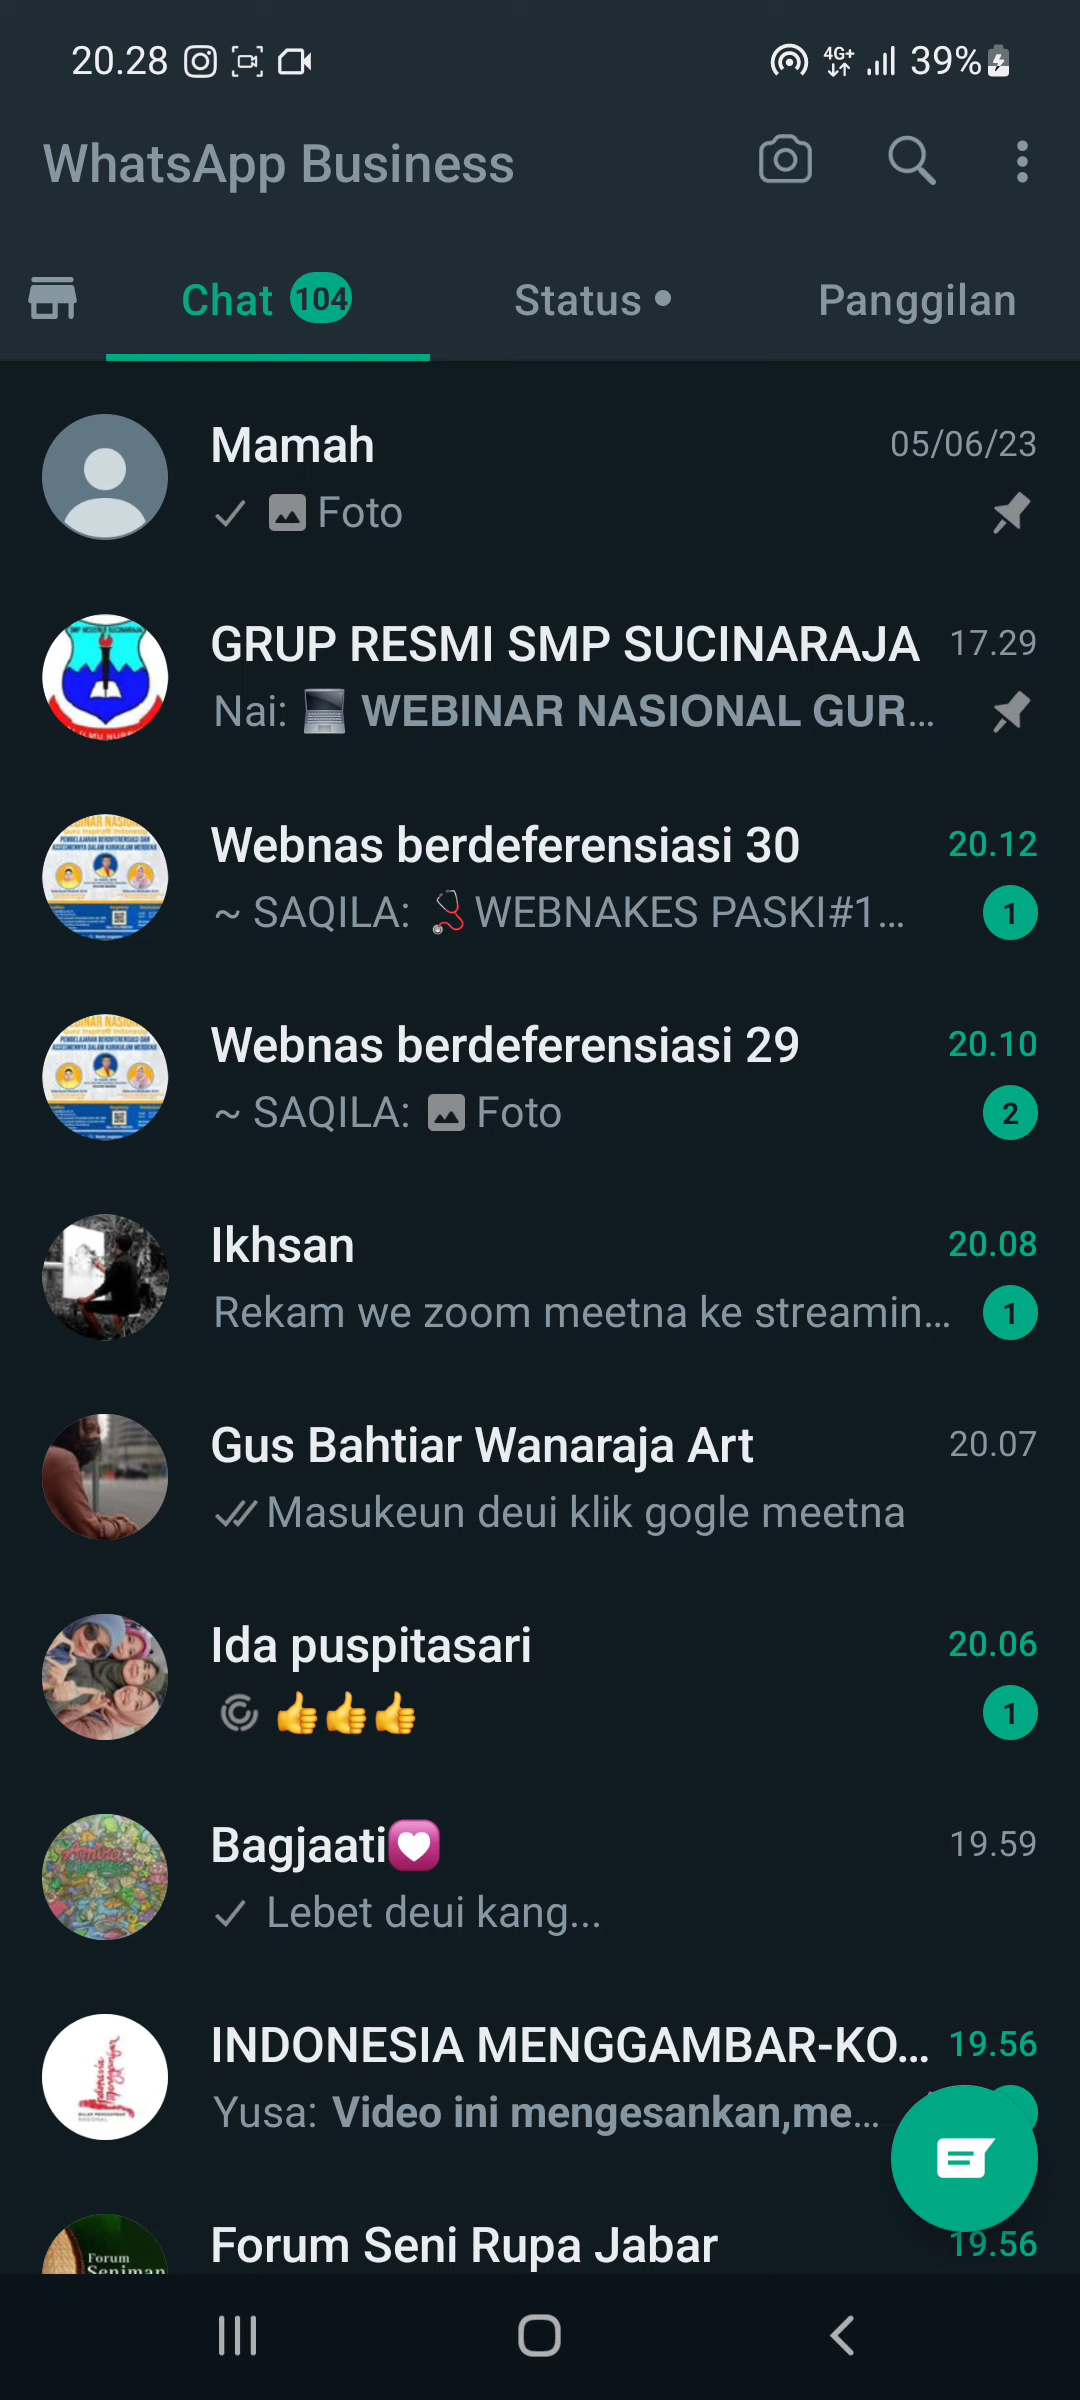 20.28
4G+ 39%
WhatsApp Business
Chat 104 Status Panggilan
Mamah 05/06/23
Foto
GRUP RESMI SMP SUCINARAJA 17.29
Nai: 💻 WEBINAR NASIONAL GUR...
Webnas berdeferensiasi 30 20.12
~ SAQILA: 🩺WEBNAKES PASKI#1... 1
Webnas berdeferensiasi 29 20.10
~ SAQILA: Foto 2
Ikhsan 20.08
Rekam we zoom meetna ke streamin... 1
Gus Bahtiar Wanaraja Art 20.07
Masukeun deui klik gogle meetna
Ida puspitasari 20.06
👍👍👍 1
Bagjaati💟 19.59
Lebet deui kang...
INDONESIA MENGGAMBAR-KO... 19.56
Yusa: Video ini mengesankan,me...
Forum Seni Rupa Jabar 19.56
Forum
Seniman